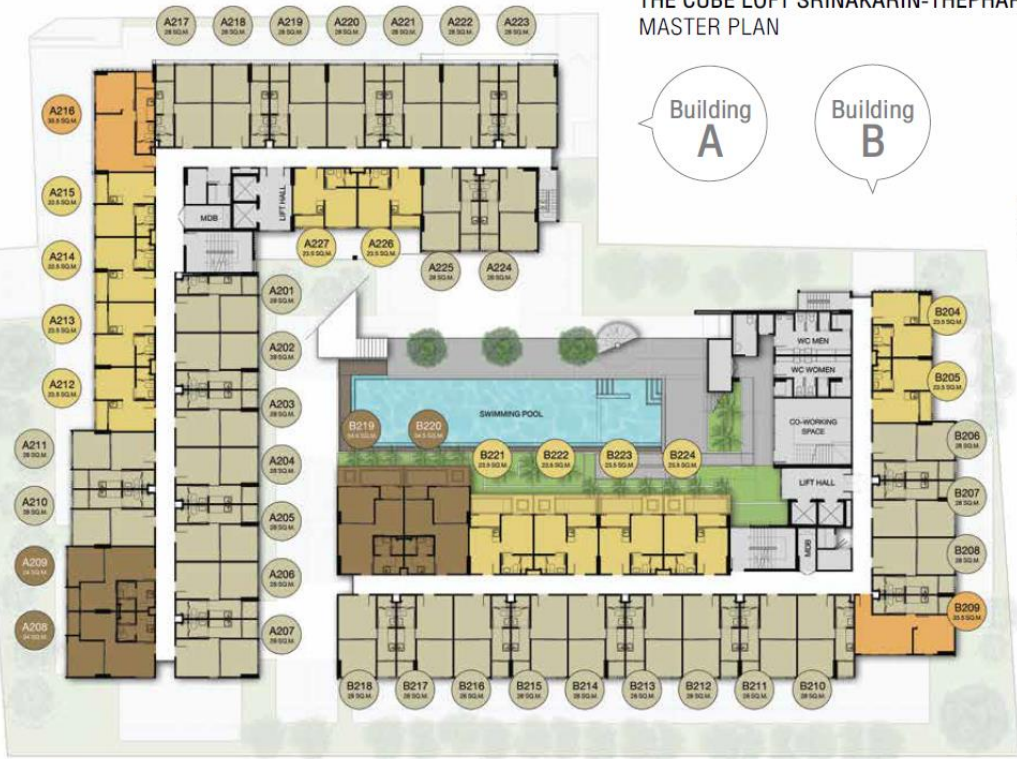 THE CUBE LOFT SRINAKARIN-THEPHAR
MASTER PLAN
Building
A
Building
B
A217
28 SQ.M.
A218
28 SQ.M.
A219
28 SQ.M.
A220
28 SQ.M.
A221
28 SQ.M.
A222
28 SQ.M.
A223
28 SQ.M.
A216
A215
23.5 SQ.M.
A214
23.5 SQ.M.
A213
23.5 SQ.M.
A212
23.5 SQ.M.
A211
28 SQ.M.
A210
28 SQ.M.
A209
34 SQ.M.
A208
34 SQ.M.
MDB
LIFT HALL
A227
23.5 SQ.M.
A226
23.5 SQ.M.
A225
28 SQ.M.
A224
28 SQ.M.
A201
28 SQ.M.
A202
28 SQ.M.
A203
28 SQ.M.
A204
28 SQ.M.
A205
28 SQ.M.
A206
28 SQ.M.
A207
28 SQ.M.
SWIMMING POOL
B219
34.5 SQ.M.
B220
34.5 SQ.M.
B221
23.5 SQ.M.
B222
23.5 SQ.M.
B223
23.5 SQ.M.
B224
23.5 SQ.M.
WC MEN
WC WOMEN
CO-WORKING
SPACE
LIFT HALL
MDB
B204
23.5 SQ.M.
B205
23.5 SQ.M.
B206
28 SQ.M.
B207
28 SQ.M.
B208
28 SQ.M.
B209
B218
28 SQ.M.
B217
28 SQ.M.
B216
28 SQ.M.
B215
28 SQ.M.
B214
28 SQ.M.
B213
28 SQ.M.
B212
28 SQ.M.
B211
28 SQ.M.
B210
28 SQ.M.